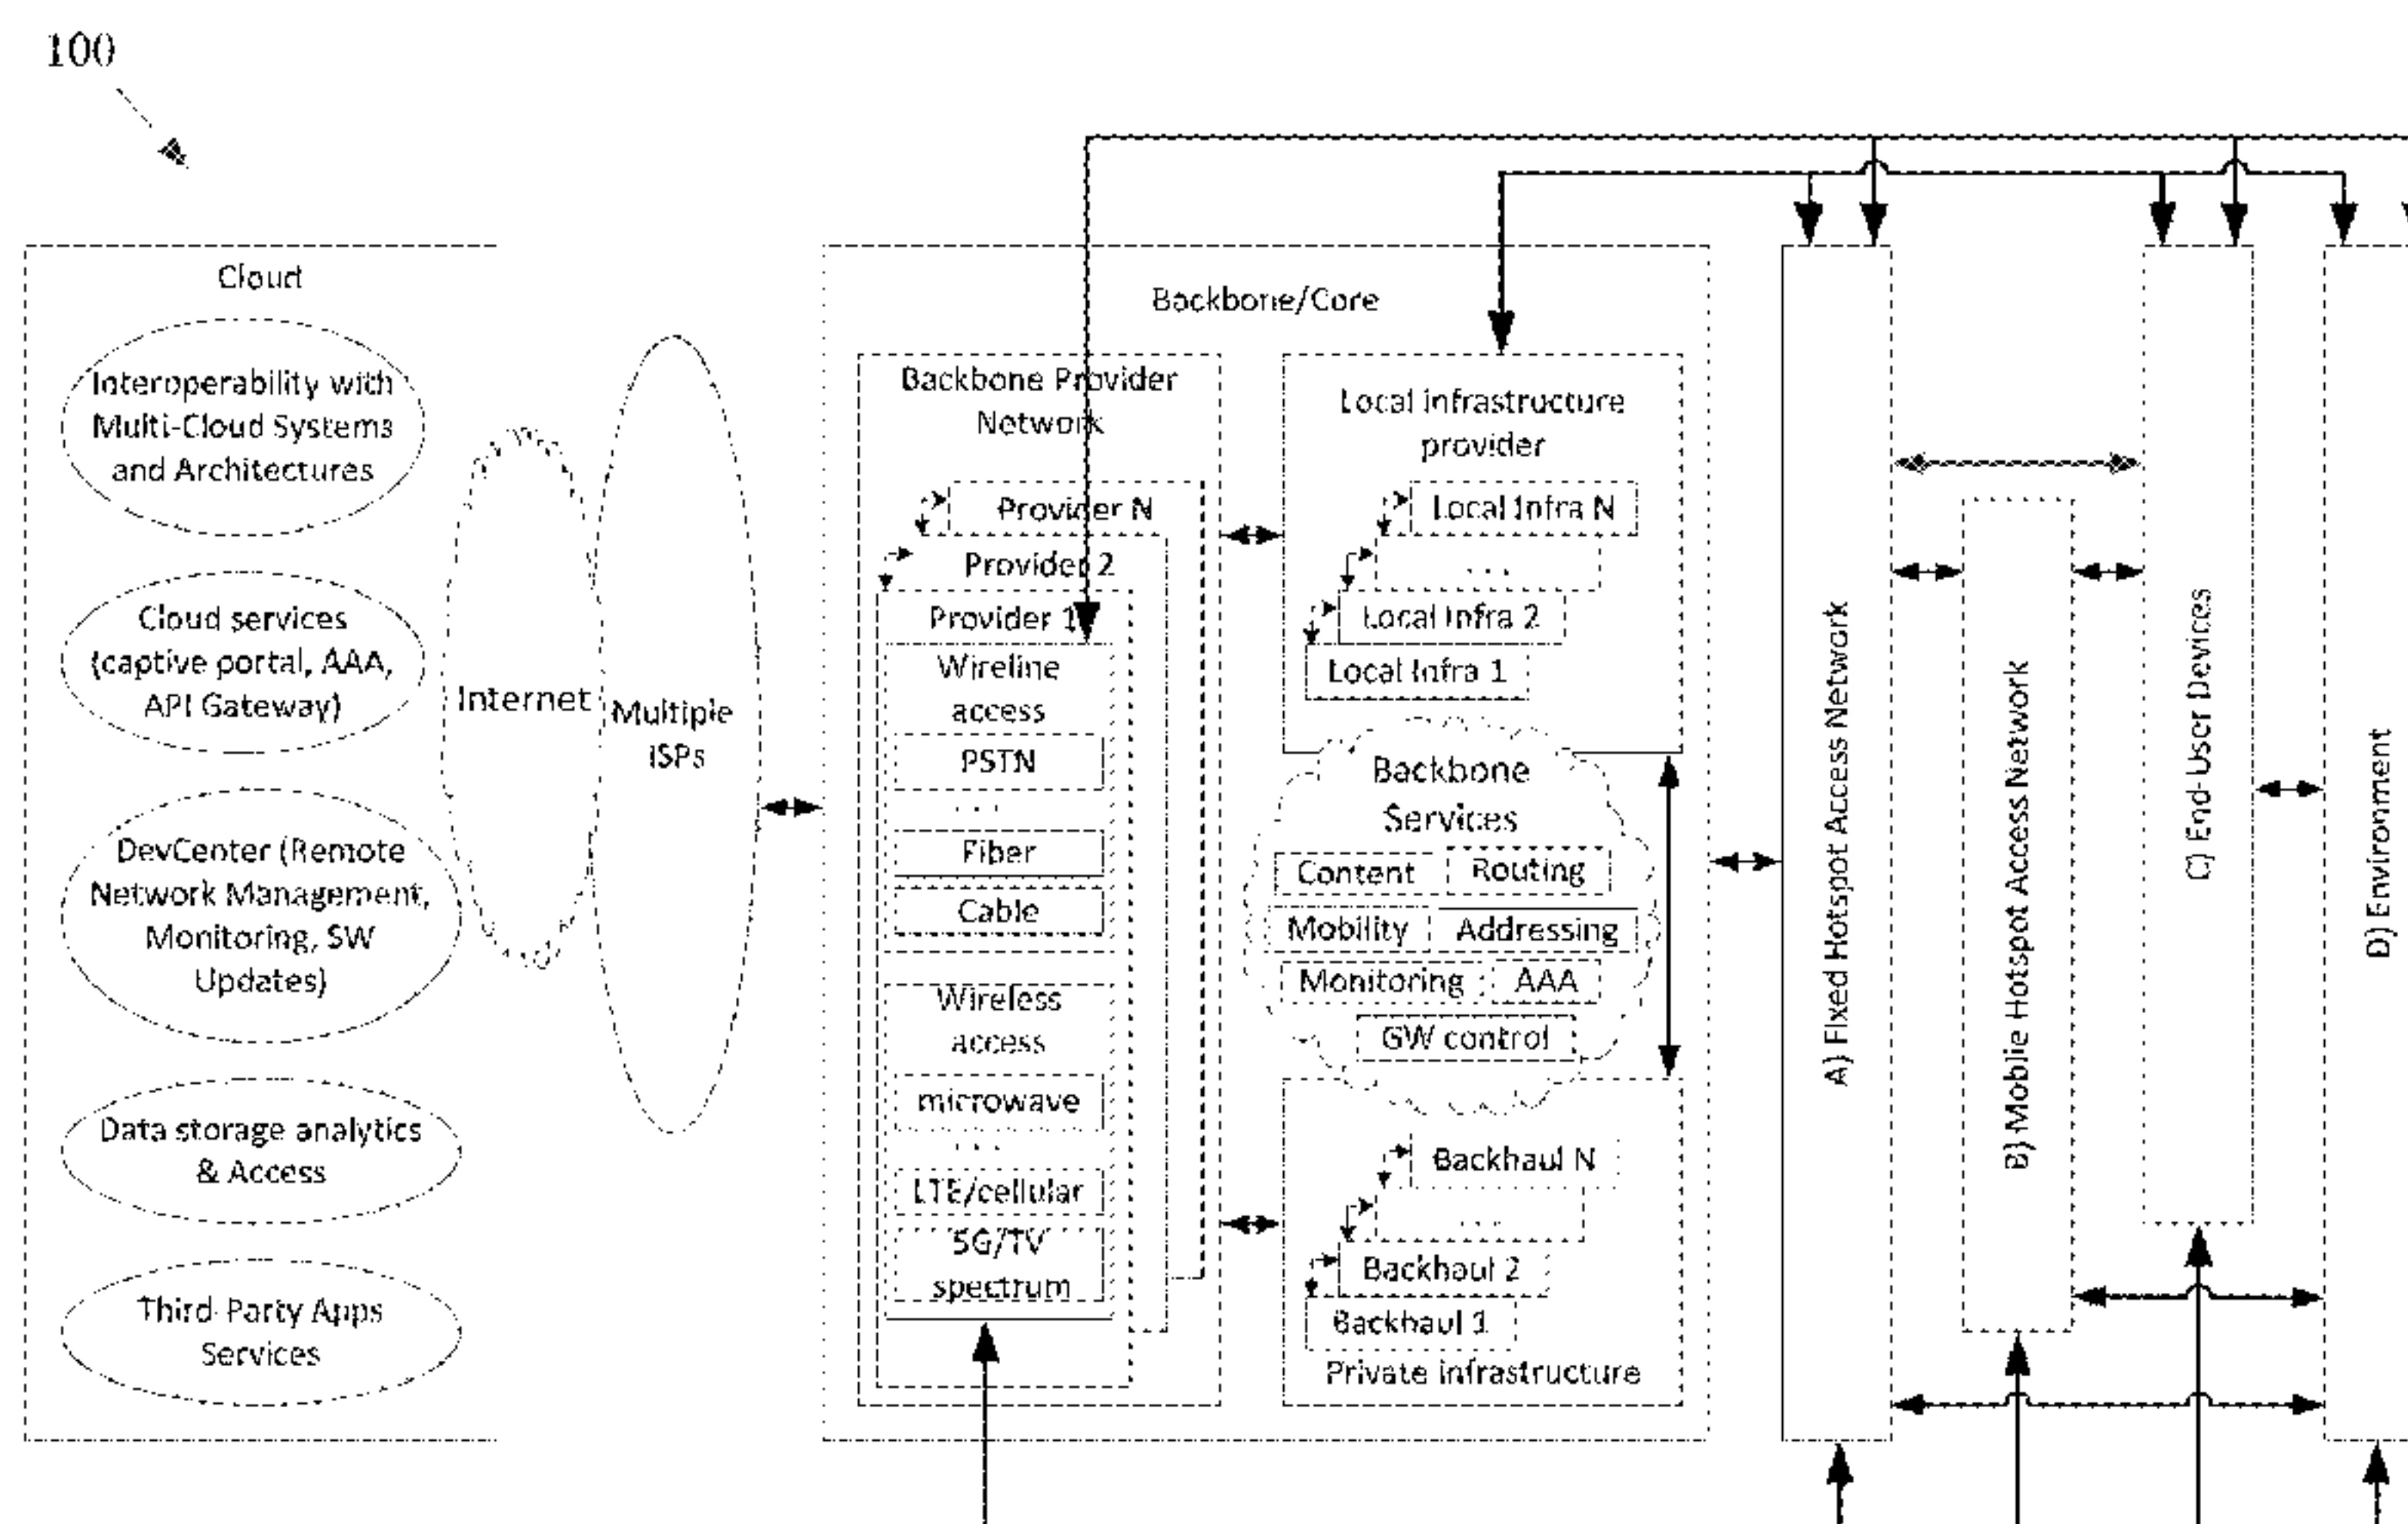 100
Cloud
Interoperability with
Multi-Cloud Systems
and Architectures
Cloud services
(captive portal, AAA,
API Gateway)
DevCenter (Remote
Network Management,
Monitoring, SW
Updates)
Data storage analytics
& Access
Third-Party Apps
Services
Internet
Multiple
ISPs
Backbone/Core
Backbone Provider
Network
Provider N
Provider 2
Provider 1
Wireline
access
PSTN
...
Fiber
Cable
Wireless
access
microwave
...
LTE/cellular
5G/TV
spectrum
Local infrastructure
provider
Local Infra N
...
Local Infra 2
Local Infra 1
Backbone
Services
Content
Routing
Mobility
Addressing
Monitoring
AAA
GW control
Backhaul N
...
Backhaul 2
Backhaul 1
Private infrastructure
A) Fixed Hotspot Access Network
B) Mobile Hotspot Access Network
C) End-User Devices
D) Environment